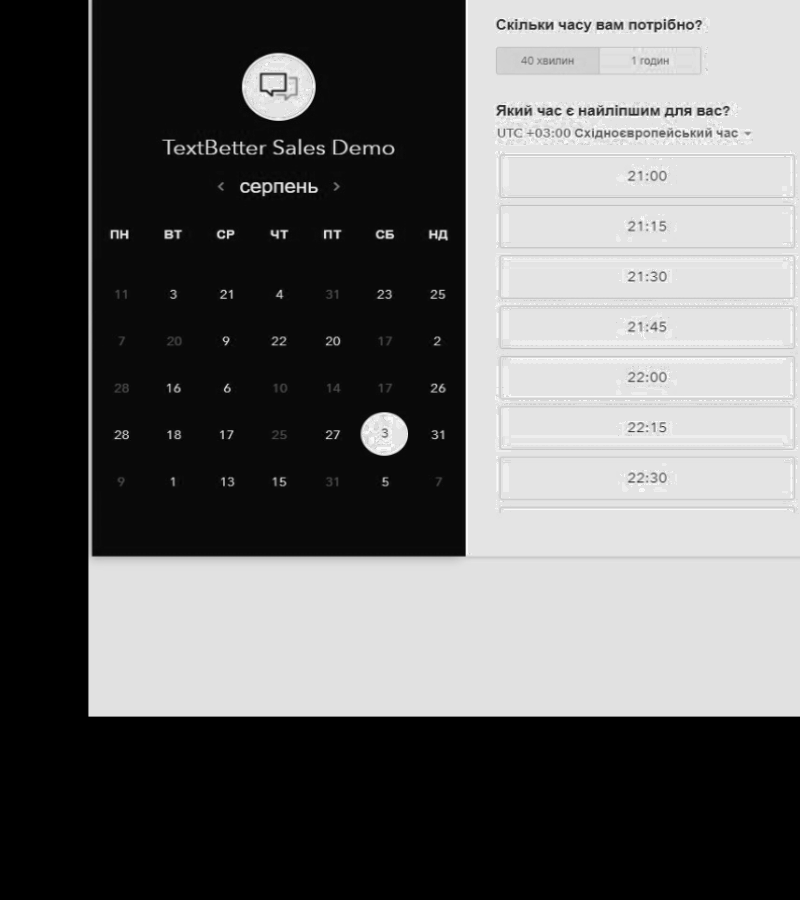 TextBetter Sales Demo
< серпень >
ПН ВТ СР ЧТ ПТ СБ НД
11 3 21 4 31 23 25
7 20 9 22 20 17 2
28 16 6 10 14 17 26
28 18 17 25 27 3 31
9 1 13 15 31 5 7
Скільки часу вам потрібно?
40 хвилин 1 годин
Який час є найліпшим для вас?
UTC +03:00 Східноєвропейський час
21:00
21:15
21:30
21:45
22:00
22:15
22:30